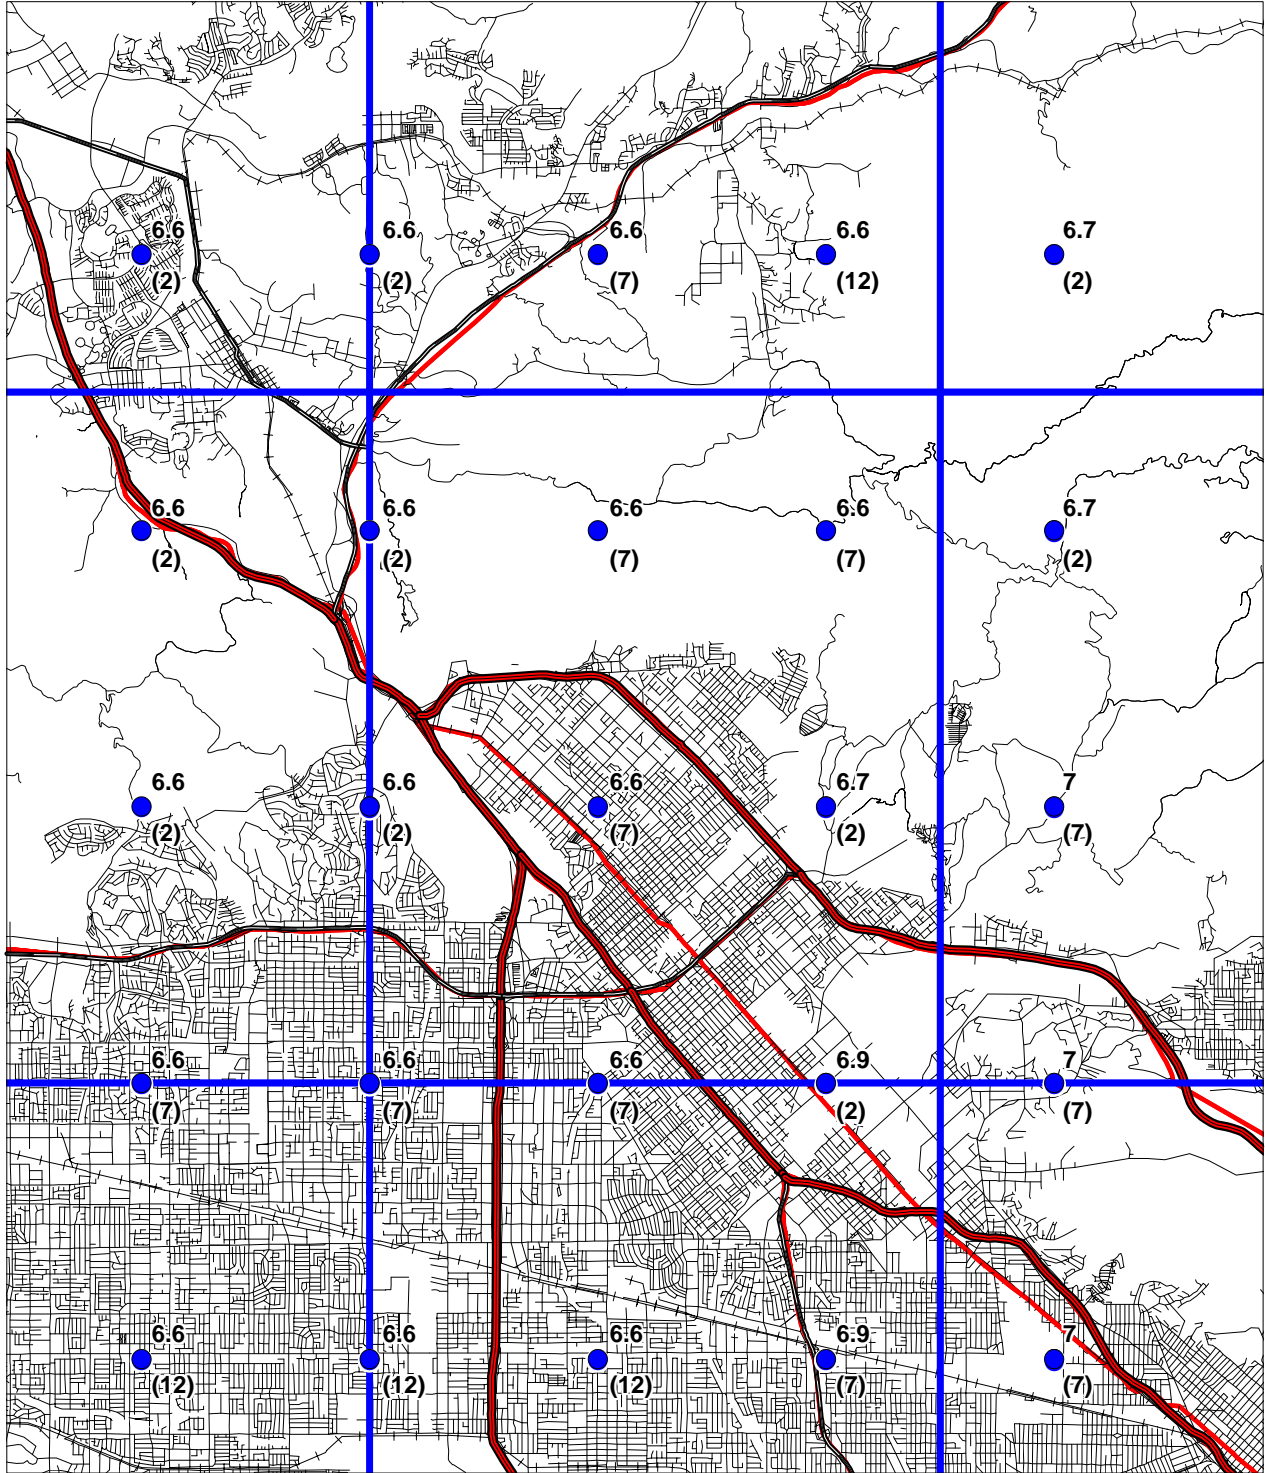 6.6 6.6 6.6 6.6 6.7
(2) (2) (7) (12) (2)
6.6 6.6 6.6 6.6 6.7
(2) (2) (7) (7) (2)
6.6 6.6 6.6 6.7 7
(2) (2) (7) (2) (7)
6.6 6.6 6.6 6.9 7
(7) (7) (7) (2) (7)
6.6 6.6 6.6 6.9 7
(12) (12) (12) (7) (7)